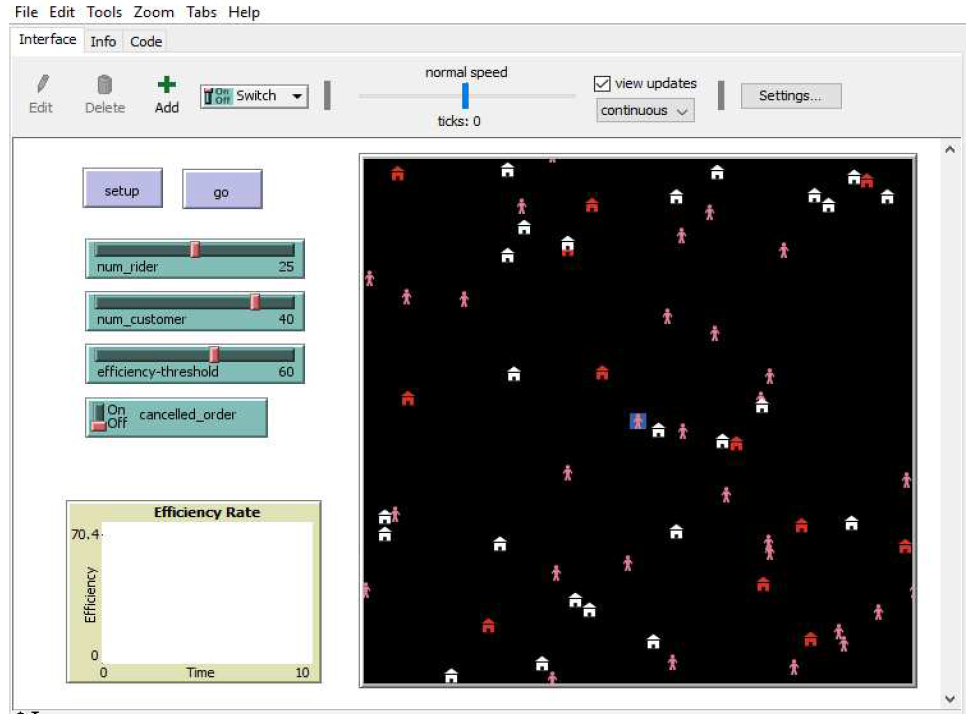 File Edit Tools Zoom Tabs Help
Interface Info Code
normal speed
view updates
Edit Delete Add On Off Switch
continuous
Settings...
ticks: 0
setup go
num_rider 25
num_customer 40
efficiency-threshold 60
On
Off
cancelled_order
Efficiency Rate
70.4
Efficiency
0
0 Time 10